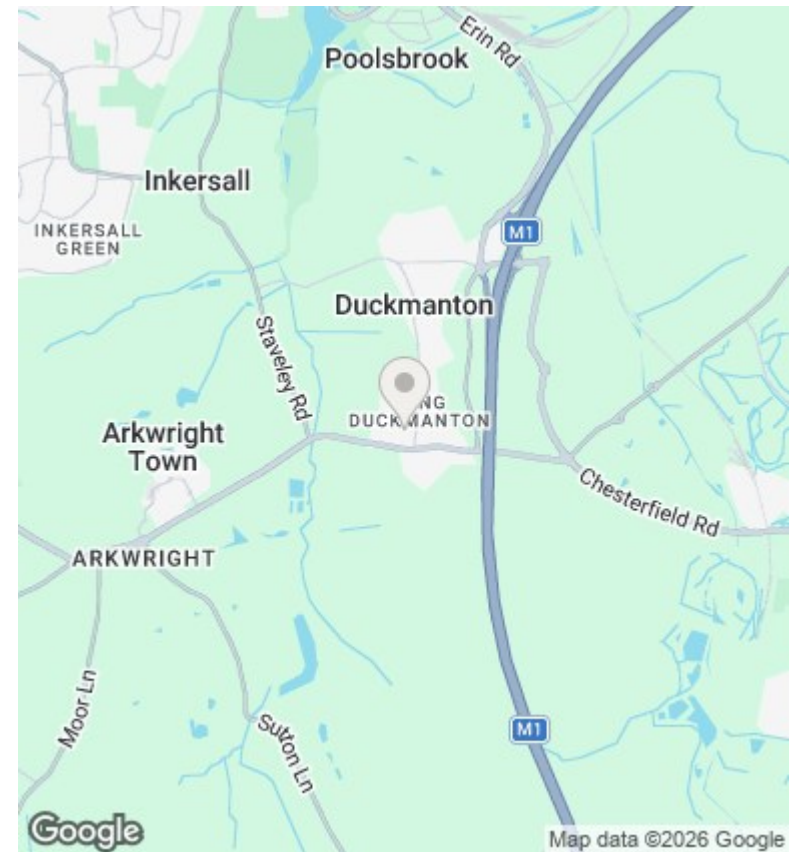 Poolsbrook
Erin Rd
Inkersall
INKERSALL
GREEN
M1
Duckmanton
Staveley Rd
NG
DUCKMANTON
Arkwright
Town
Chesterfield Rd
ARKWRIGHT
Moor Ln
Sutton Ln
M1
Google
Map data ©2026 Google